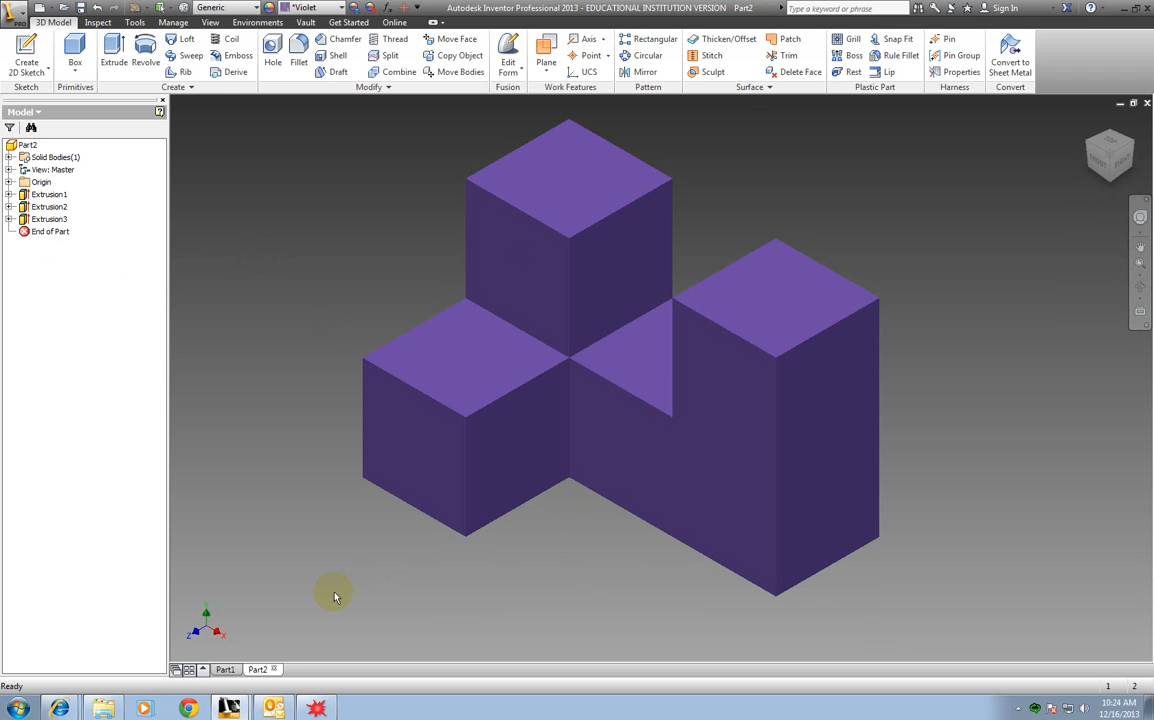 Generic
*Violet
Autodesk Inventor Professional 2013 - EDUCATIONAL INSTITUTION VERSION Part2
Type a keyword or phrase
Sign In
PRO
3D Model
Inspect
Tools
Manage
View
Environments
Vault
Get Started
Online
Create
2D Sketch
Box
Extrude
Revolve
Loft
Coil
Sweep
Emboss
Rib
Derive
Hole
Fillet
Chamfer
Thread
Move Face
Shell
Split
Copy Object
Draft
Combine
Move Bodies
Edit
Form
Plane
Axis
Point
UCS
Rectangular
Circular
Mirror
Thicken/Offset
Patch
Stitch
Trim
Sculpt
Delete Face
Grill
Snap Fit
Boss
Rule Fillet
Rest
Lip
Pin
Pin Group
Properties
Convert to
Sheet Metal
Sketch
Primitives
Create
Modify
Fusion
Work Features
Pattern
Surface
Plastic Part
Harness
Convert
Model
Part2
Solid Bodies(1)
View: Master
Origin
Extrusion1
Extrusion2
Extrusion3
End of Part
TOP
FRONT
RIGHT
Z
X
Part1
Part2
Ready
1
2
10:24 AM
12/16/2013